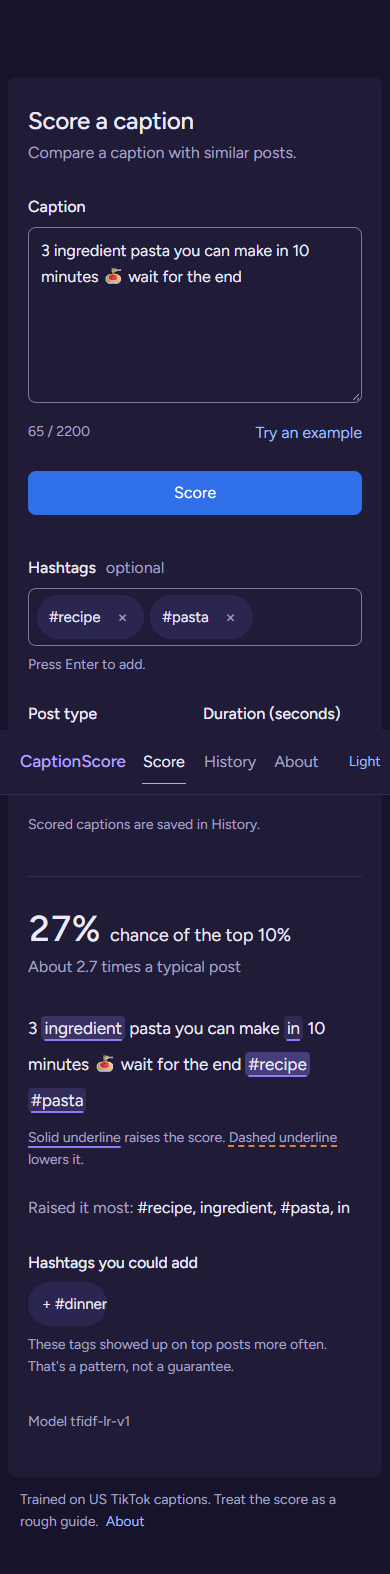 Score a caption
Compare a caption with similar posts.
Caption
3 ingredient pasta you can make in 10
minutes 🍝 wait for the end
65 / 2200
Try an example
Score
Hashtags optional
#recipe ×
#pasta ×
Press Enter to add.
Post type
Duration (seconds)
CaptionScore Score History About Light
Scored captions are saved in History.
27% chance of the top 10%
About 2.7 times a typical post
3 ingredient pasta you can make in 10
minutes 🍝 wait for the end #recipe
#pasta
Solid underline raises the score. Dashed underline
lowers it.
Raised it most: #recipe, ingredient, #pasta, in
Hashtags you could add
+ #dinner
These tags showed up on top posts more often.
That's a pattern, not a guarantee.
Model tfidf-lr-v1
Trained on US TikTok captions. Treat the score as a
rough guide. About